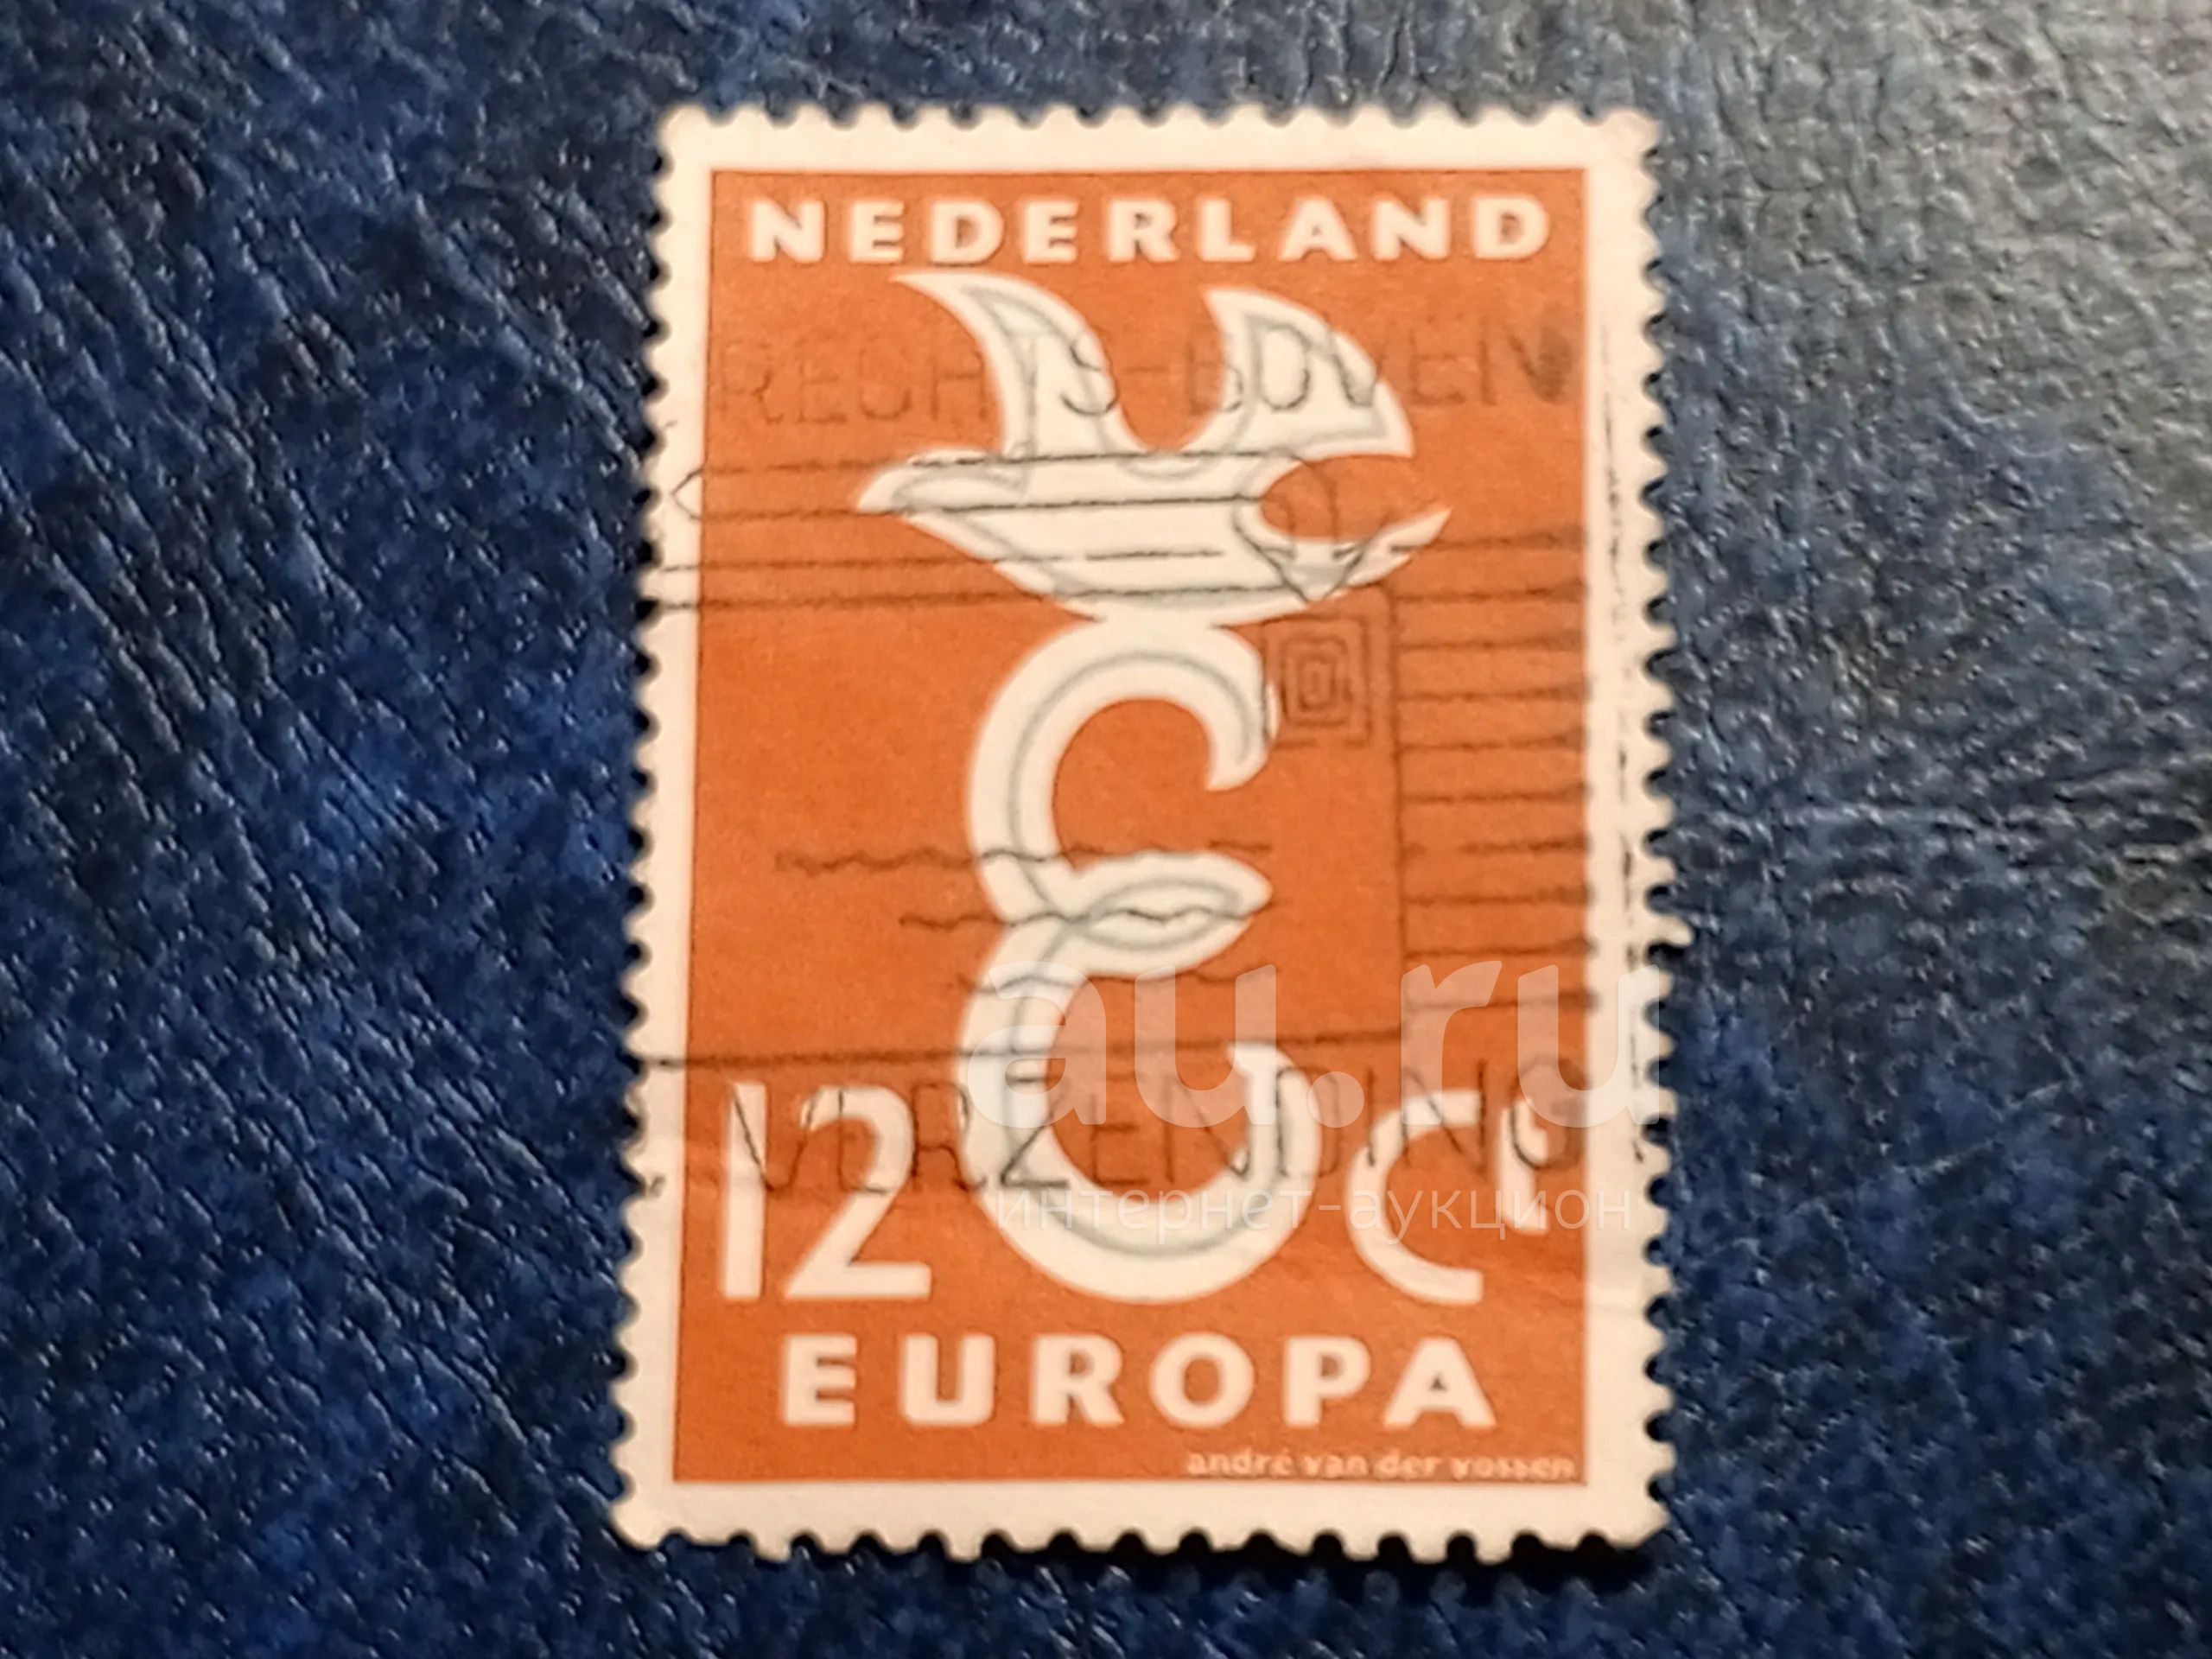 NEDERLAND
RECHTS-BOVEN
au.ru
VERZENDING
12 Ct
интернет-аукцион
EUROPA
andré van der vossen